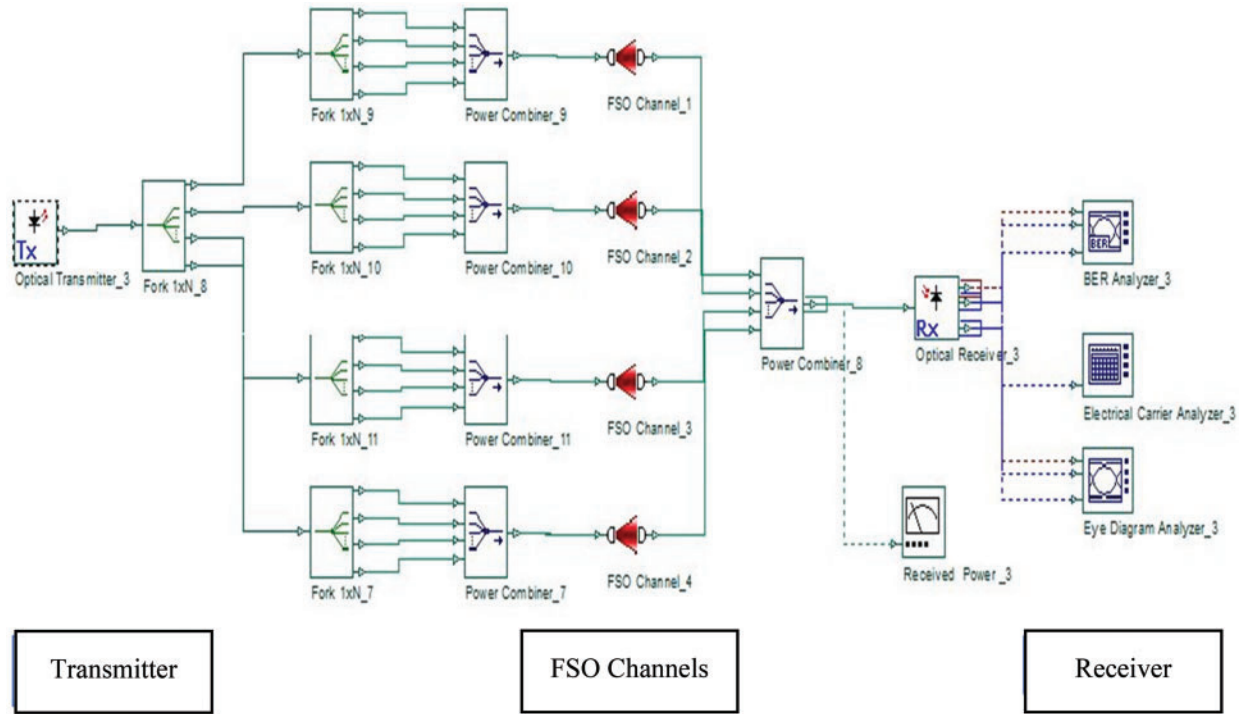 Fork 1xN_9
Power Combiner_9
FSO Channel_1
Tx
Optical Transmitter_3
Fork 1xN_8
Fork 1xN_10
Power Combiner_10
FSO Channel_2
Power Combiner_8
Rx
Optical Receiver_3
BER
BER Analyzer_3
Fork 1xN_11
Power Combiner_11
FSO Channel_3
Electrical Carrier Analyzer_3
Eye Diagram Analyzer_3
Fork 1xN_7
Power Combiner_7
FSO Channel_4
Received Power_3
Transmitter
FSO Channels
Receiver